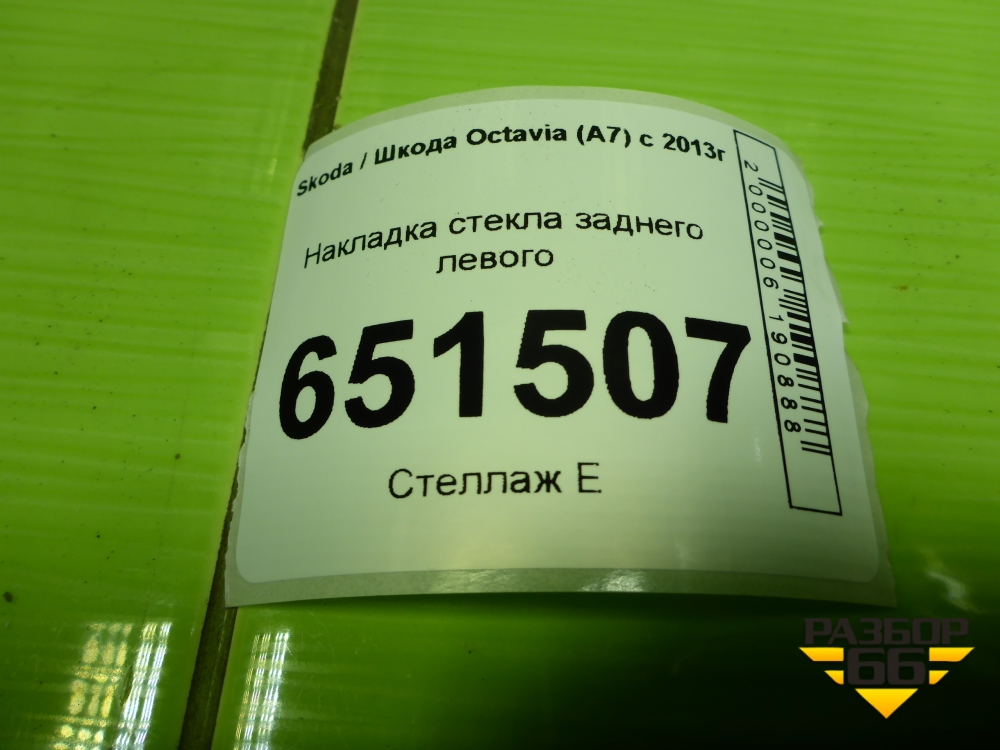 Skoda / Шкода Octavia (A7) с 2013г
Накладка стекла заднего
левого
651507
Стеллаж Е
2000006190888
РАЗБОР
66